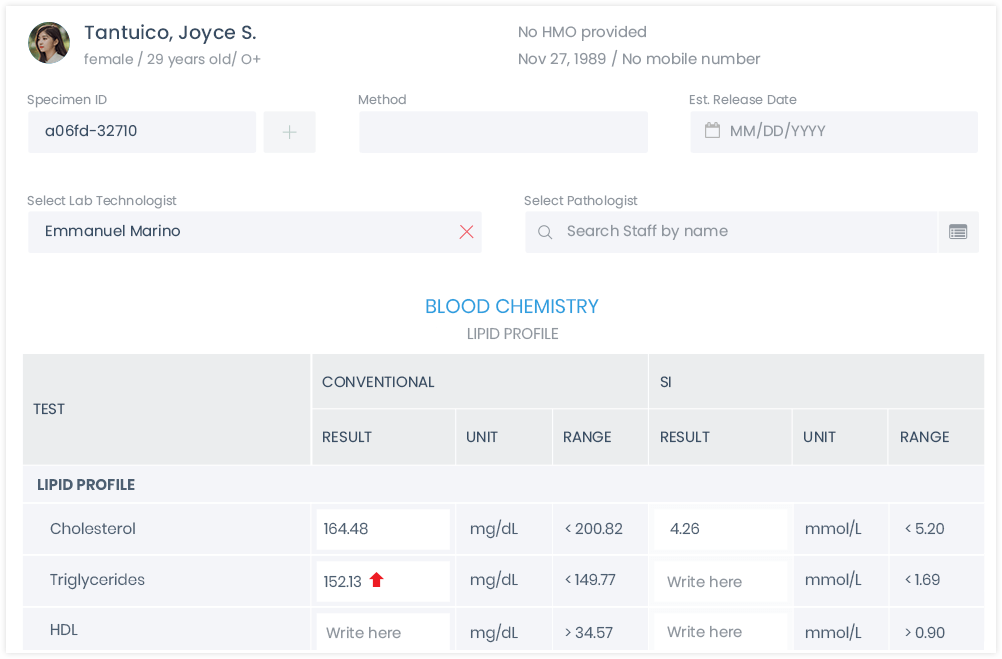 Tantuico, Joyce S.
female / 29 years old/ O+
No HMO provided
Nov 27, 1989 / No mobile number
Specimen ID
a06fd-32710
+
Method
Est. Release Date
MM/DD/YYYY
Select Lab Technologist
Emmanuel Marino
Select Pathologist
Search Staff by name
BLOOD CHEMISTRY
LIPID PROFILE
TEST CONVENTIONAL SI
RESULT UNIT RANGE RESULT UNIT RANGE
LIPID PROFILE
Cholesterol 164.48 mg/dL < 200.82 4.26 mmol/L < 5.20
Triglycerides 152.13 mg/dL < 149.77 Write here mmol/L < 1.69
HDL Write here mg/dL > 34.57 Write here mmol/L > 0.90